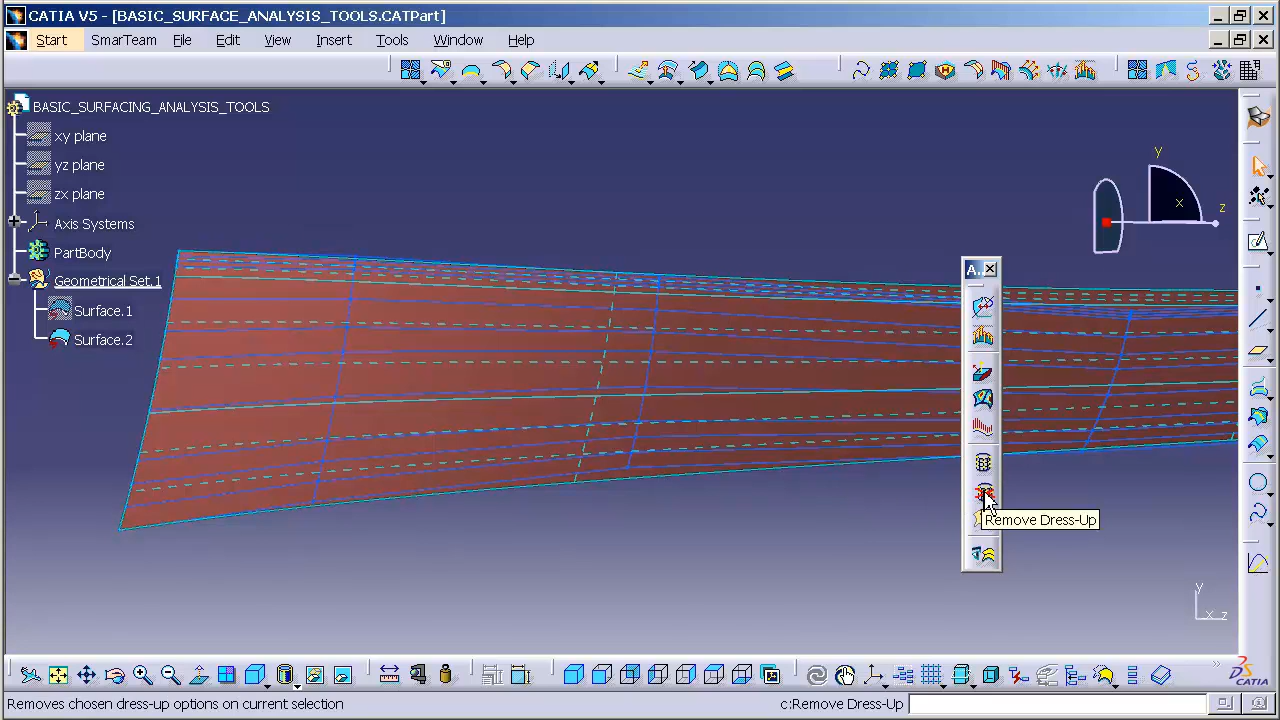 CATIA V5 - [BASIC_SURFACE_ANALYSIS_TOOLS.CATPart]
Start SmarTeam File Edit View Insert Tools Window Help
BASIC_SURFACING_ANALYSIS_TOOLS
xy plane
yz plane
zx plane
Axis Systems
PartBody
Geometrical Set.1
Surface.1
Surface.2
y
x
z
A..
Remove Dress-Up
y
x z
CATIA
Removes chosen dress-up options on current selection
c:Remove Dress-Up